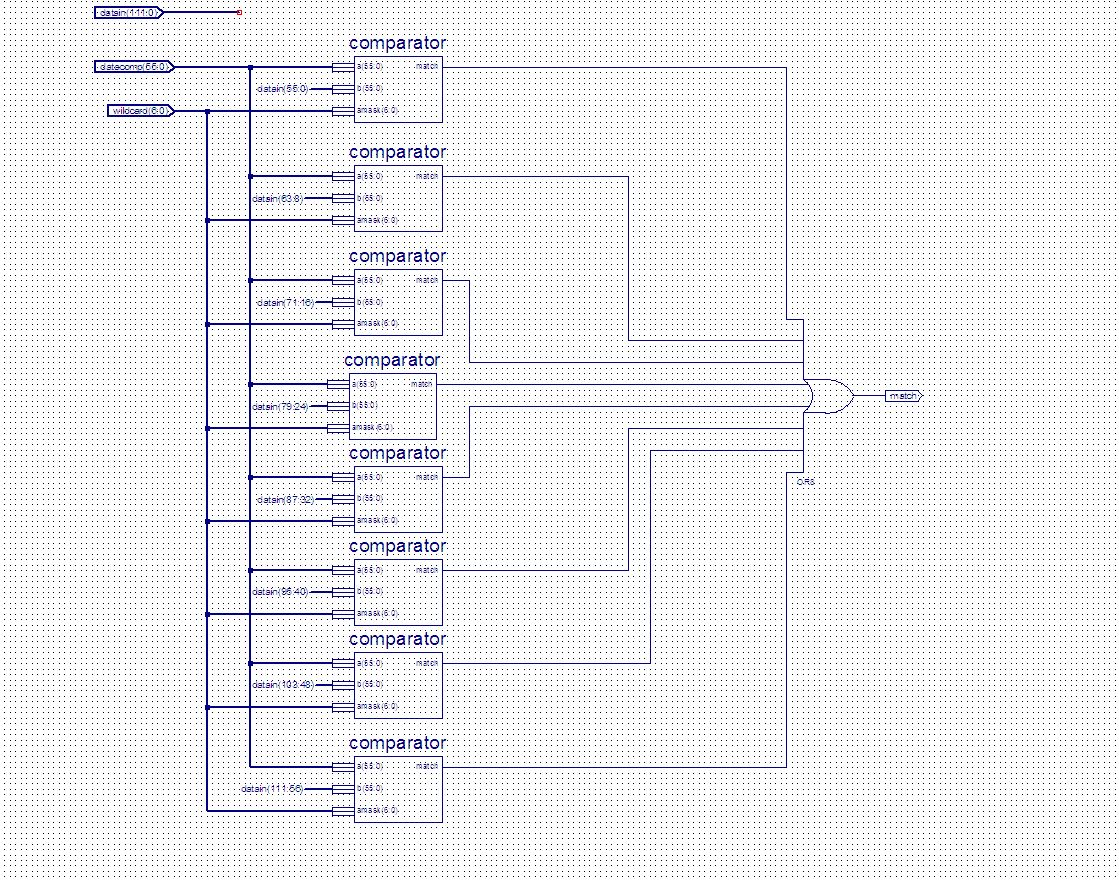 datain(111:0)
comparator
datacomp(55:0)
a(55:0)
match
datain(55:0)
b(55:0)
wildcard(6:0)
amask(6:0)
comparator
a(55:0)
match
datain(63:8)
b(55:0)
amask(6:0)
comparator
a(55:0)
match
datain(71:16)
b(55:0)
amask(6:0)
comparator
a(55:0)
match
match
datain(79:24)
b(55:0)
amask(6:0)
comparator
a(55:0)
match
OR8
datain(87:32)
b(55:0)
amask(6:0)
comparator
a(55:0)
match
datain(95:40)
b(55:0)
amask(6:0)
comparator
a(55:0)
match
datain(103:48)
b(55:0)
amask(6:0)
comparator
a(55:0)
match
datain(111:56)
b(55:0)
amask(6:0)